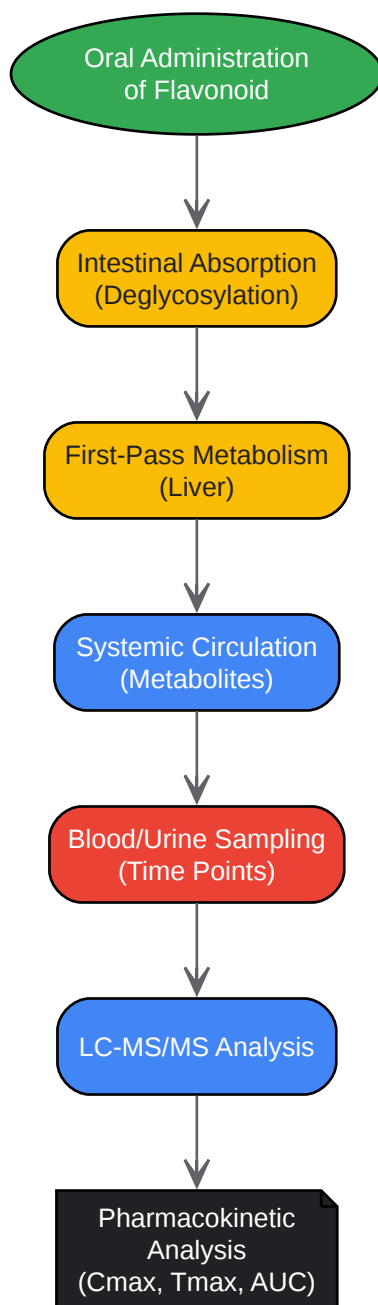 Oral Administration
of Flavonoid
Intestinal Absorption
(Deglycosylation)
First-Pass Metabolism
(Liver)
Systemic Circulation
(Metabolites)
Blood/Urine Sampling
(Time Points)
LC-MS/MS Analysis
Pharmacokinetic
Analysis
(Cmax, Tmax, AUC)